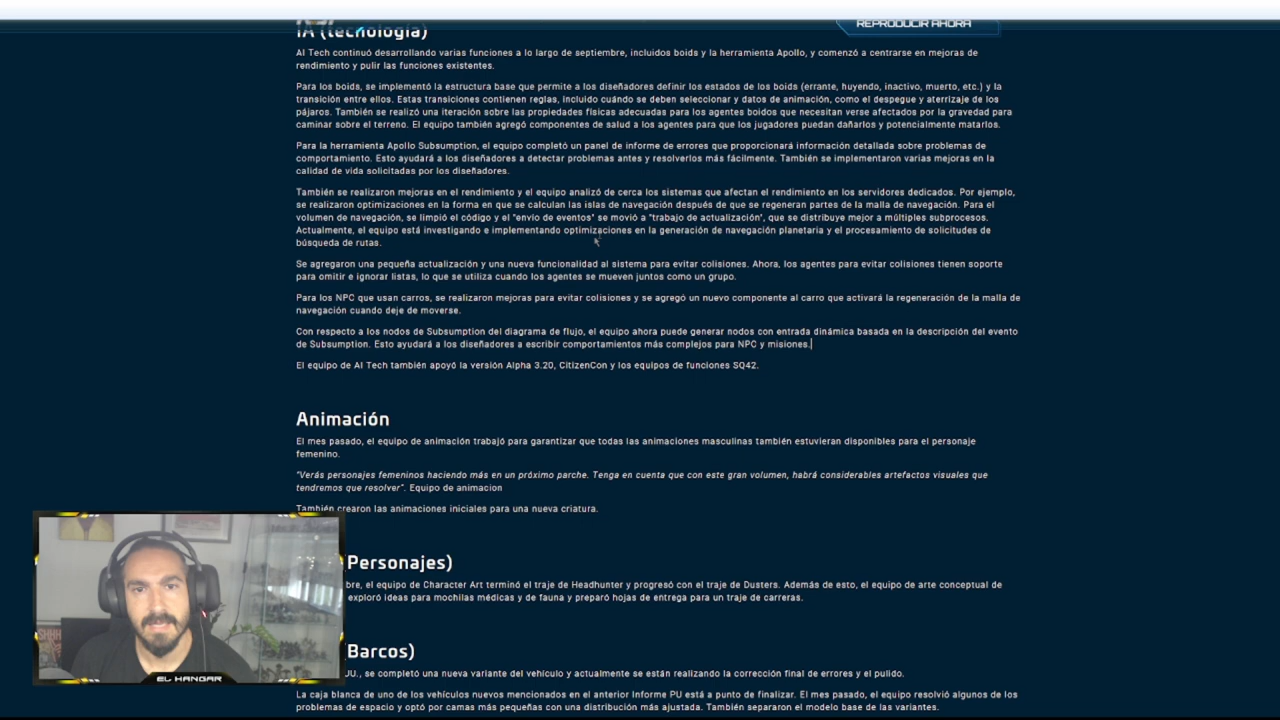 IA (tecnología)
REPRODUCIR AHORA
AI Tech continuó desarrollando varias funciones a lo largo de septiembre, incluidos boids y la herramienta Apollo, y comenzó a centrarse en mejoras de
rendimiento y pulir las funciones existentes.
Para los boids, se implementó la estructura base que permite a los diseñadores definir los estados de los boids (errante, huyendo, inactivo, muerto, etc.) y la
transición entre ellos. Estas transiciones contienen reglas, incluido cuándo se deben seleccionar y datos de animación, como el despegue y aterrizaje de los
pájaros. También se realizó una iteración sobre las propiedades físicas adecuadas para los agentes boidos que necesitan verse afectados por la gravedad para
caminar sobre el terreno. El equipo también agregó componentes de salud a los agentes para que los jugadores puedan dañarlos y potencialmente matarlos.
Para la herramienta Apollo Subsumption, el equipo completó un panel de informe de errores que proporcionará información detallada sobre problemas de
comportamiento. Esto ayudará a los diseñadores a detectar problemas antes y resolverlos más fácilmente. También se implementaron varias mejoras en la
calidad de vida solicitadas por los diseñadores.
También se realizaron mejoras en el rendimiento y el equipo analizó de cerca los sistemas que afectan el rendimiento en los servidores dedicados. Por ejemplo,
se realizaron optimizaciones en la forma en que se calculan las islas de navegación después de que se regeneran partes de la malla de navegación. Para el
volumen de navegación, se limpió el código y el "envío de eventos" se movió a "trabajo de actualización", que se distribuye mejor a múltiples subprocesos.
Actualmente, el equipo está investigando e implementando optimizaciones en la generación de navegación planetaria y el procesamiento de solicitudes de
búsqueda de rutas.
Se agregaron una pequeña actualización y una nueva funcionalidad al sistema para evitar colisiones. Ahora, los agentes para evitar colisiones tienen soporte
para omitir e ignorar listas, lo que se utiliza cuando los agentes se mueven juntos como un grupo.
Para los NPC que usan carros, se realizaron mejoras para evitar colisiones y se agregó un nuevo componente al carro que activará la regeneración de la malla de
navegación cuando deje de moverse.
Con respecto a los nodos de Subsumption del diagrama de flujo, el equipo ahora puede generar nodos con entrada dinámica basada en la descripción del evento
de Subsumption. Esto ayudará a los diseñadores a escribir comportamientos más complejos para NPC y misiones.
El equipo de AI Tech también apoyó la versión Alpha 3.20, CitizenCon y los equipos de funciones SQ42.
Animación
El mes pasado, el equipo de animación trabajó para garantizar que todas las animaciones masculinas también estuvieran disponibles para el personaje
femenino.
"Verás personajes femeninos haciendo más en un próximo parche. Tenga en cuenta que con este gran volumen, habrá considerables artefactos visuales que
tendremos que resolver". Equipo de animacion
También crearon las animaciones iniciales para una nueva criatura.
Personajes)
bre, el equipo de Character Art terminó el traje de Headhunter y progresó con el traje de Dusters. Además de esto, el equipo de arte conceptual de
exploró ideas para mochilas médicas y de fauna y preparó hojas de entrega para un traje de carreras.
Barcos)
UU., se completó una nueva variante del vehículo y actualmente se están realizando la corrección final de errores y el pulido.
EL HANGAR
La caja blanca de uno de los vehículos nuevos mencionados en el anterior Informe PU está a punto de finalizar. El mes pasado, el equipo resolvió algunos de los
problemas de espacio y optó por camas más pequeñas con una distribución más ajustada. También separaron el modelo base de las variantes.